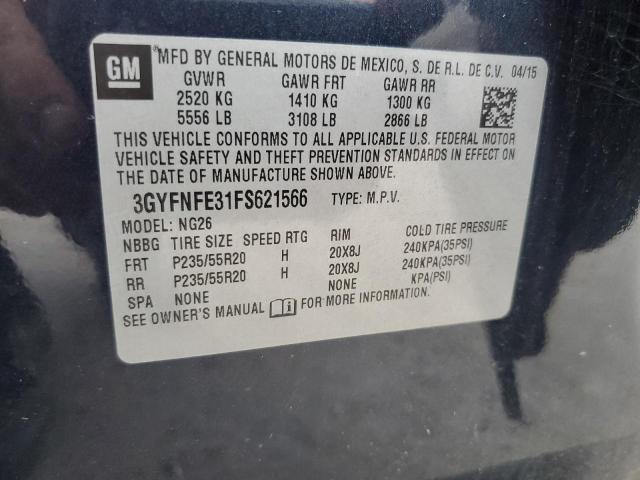 GM
®MFD BY GENERAL MOTORS DE MEXICO, S. DE R.L. DE C.V. 04/15
GVWR GAWR FRT GAWR RR
2520 KG 1410 KG 1300 KG
5556 LB 3108 LB 2866 LB
THIS VEHICLE CONFORMS TO ALL APPLICABLE U.S. FEDERAL MOTOR
VEHICLE SAFETY AND THEFT PREVENTION STANDARDS IN EFFECT ON
THE DATE OF MANUFACTURE SHOWN ABOVE.
3GYFNFE31FS621566 TYPE: M.P.V.
MODEL: NG26
NBBG TIRE SIZE SPEED RTG RIM COLD TIRE PRESSURE
FRT P235/55R20 H 20X8J 240KPA(35PSI)
RR P235/55R20 H 20X8J 240KPA(35PSI)
SPA NONE NONE KPA(PSI)
SEE OWNER'S MANUAL FOR MORE INFORMATION.